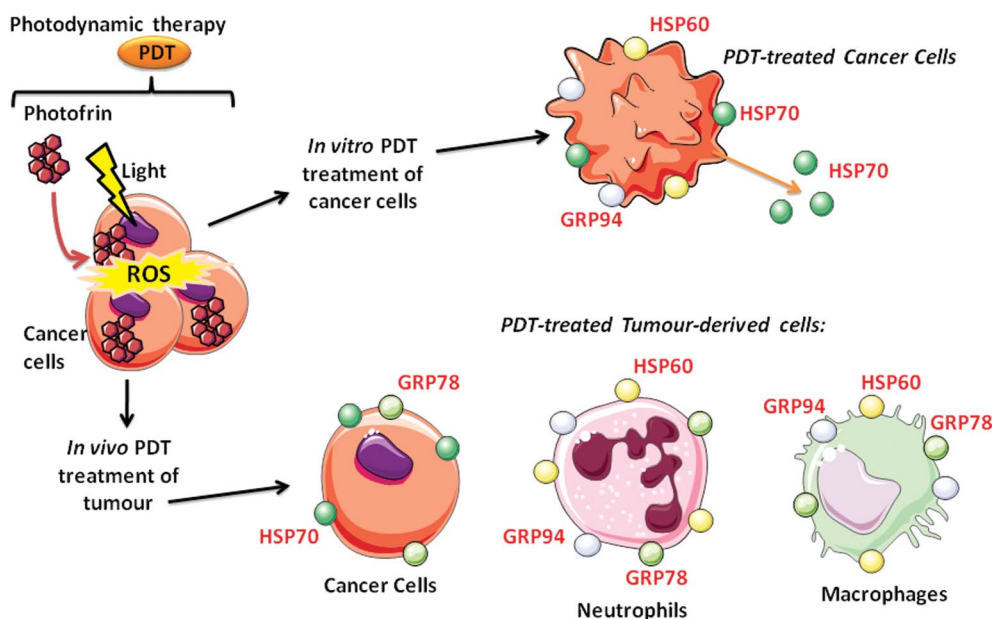 Photodynamic therapy
PDT
Photofrin
Light
ROS
Cancer
cells
In vitro PDT
treatment of
cancer cells
HSP60
PDT-treated Cancer Cells
HSP70
HSP70
GRP94
In vivo PDT
treatment of
tumour
GRP78
HSP70
Cancer Cells
PDT-treated Tumour-derived cells:
HSP60
GRP94
GRP78
Neutrophils
HSP60
GRP94
GRP78
Macrophages